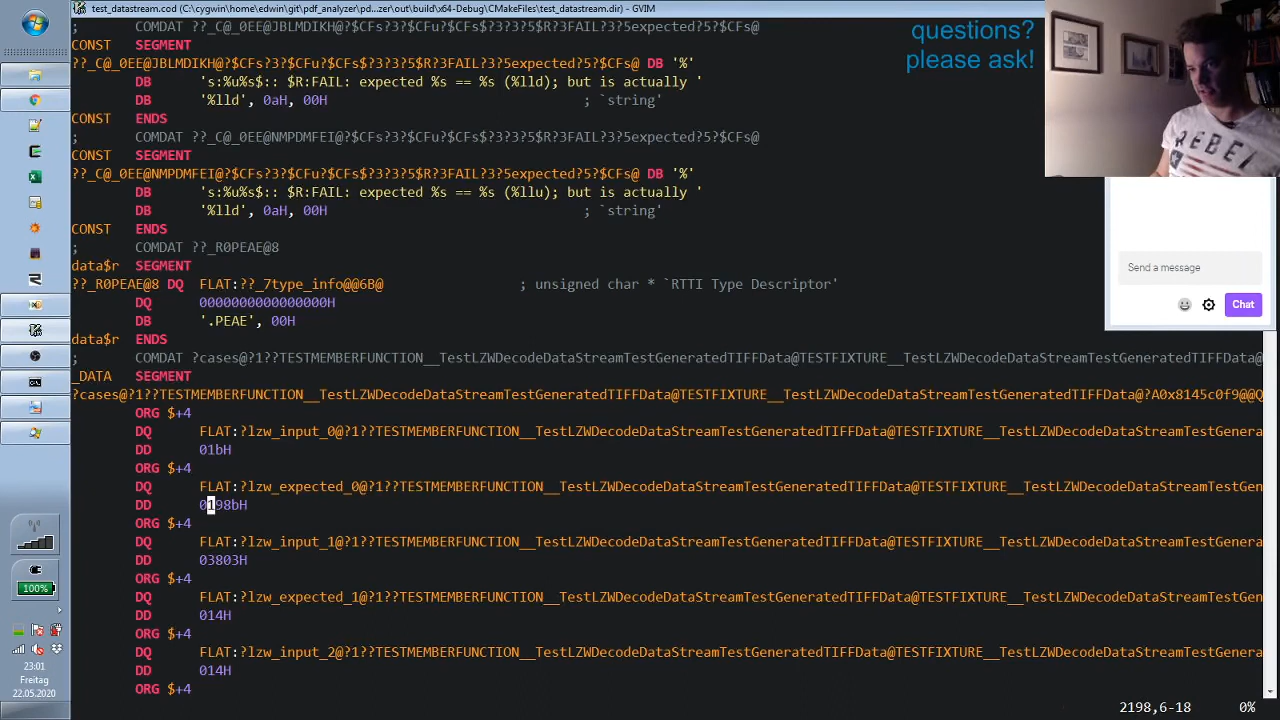 test_datastream.cod (C:\cygwin\home\edwin\git\pdf_analyzer\pd...zer\out\build\x64-Debug\CMakeFiles\test_datastream.dir) - GVIM
;       COMDAT ??_C@_0EE@JBLMDIKH@?$CFs?3?$CFu?$CFs$?3?3?5$R?3FAIL?3?5expected?5?$CFs@
CONST   SEGMENT
??_C@_0EE@JBLMDIKH@?$CFs?3?$CFu?$CFs$?3?3?5$R?3FAIL?3?5expected?5?$CFs@ DB '%'
DB      's:%u%s$:: $R:FAIL: expected %s == %s (%lld); but is actually '
DB      '%lld', 0aH, 00H                                ; `string'
CONST   ENDS
;       COMDAT ??_C@_0EE@NMPDMFEI@?$CFs?3?$CFu?$CFs$?3?3?5$R?3FAIL?3?5expected?5?$CFs@
CONST   SEGMENT
??_C@_0EE@NMPDMFEI@?$CFs?3?$CFu?$CFs$?3?3?5$R?3FAIL?3?5expected?5?$CFs@ DB '%'
DB      's:%u%s$:: $R:FAIL: expected %s == %s (%llu); but is actually '
DB      '%lld', 0aH, 00H                                ; `string'
CONST   ENDS
;       COMDAT ??_R0PEAE@8
data$r  SEGMENT
??_R0PEAE@8 DQ  FLAT:??_7type_info@@6B@                 ; unsigned char * `RTTI Type Descriptor'
DQ      0000000000000000H
DB      '.PEAE', 00H
data$r  ENDS
;       COMDAT ?cases@?1??TESTMEMBERFUNCTION__TestLZWDecodeDataStreamTestGeneratedTIFFData@TESTFIXTURE__TestLZWDecodeDataStreamTestGeneratedTIFFData@
_DATA   SEGMENT
?cases@?1??TESTMEMBERFUNCTION__TestLZWDecodeDataStreamTestGeneratedTIFFData@TESTFIXTURE__TestLZWDecodeDataStreamTestGeneratedTIFFData@?A0x8145c0f9@@Q
ORG $+4
DQ      FLAT:?lzw_input_0@?1??TESTMEMBERFUNCTION__TestLZWDecodeDataStreamTestGeneratedTIFFData@TESTFIXTURE__TestLZWDecodeDataStreamTestGenera
DD      01bH
ORG $+4
DQ      FLAT:?lzw_expected_0@?1??TESTMEMBERFUNCTION__TestLZWDecodeDataStreamTestGeneratedTIFFData@TESTFIXTURE__TestLZWDecodeDataStreamTestGen
DD      0198bH
ORG $+4
DQ      FLAT:?lzw_input_1@?1??TESTMEMBERFUNCTION__TestLZWDecodeDataStreamTestGeneratedTIFFData@TESTFIXTURE__TestLZWDecodeDataStreamTestGenera
DD      03803H
ORG $+4
DQ      FLAT:?lzw_expected_1@?1??TESTMEMBERFUNCTION__TestLZWDecodeDataStreamTestGeneratedTIFFData@TESTFIXTURE__TestLZWDecodeDataStreamTestGen
DD      014H
ORG $+4
DQ      FLAT:?lzw_input_2@?1??TESTMEMBERFUNCTION__TestLZWDecodeDataStreamTestGeneratedTIFFData@TESTFIXTURE__TestLZWDecodeDataStreamTestGenera
DD      014H
ORG $+4
2198,6-18       0%
questions?
please ask!
REBEL
Send a message
Chat
100%
23:01
Freitag
22.05.2020